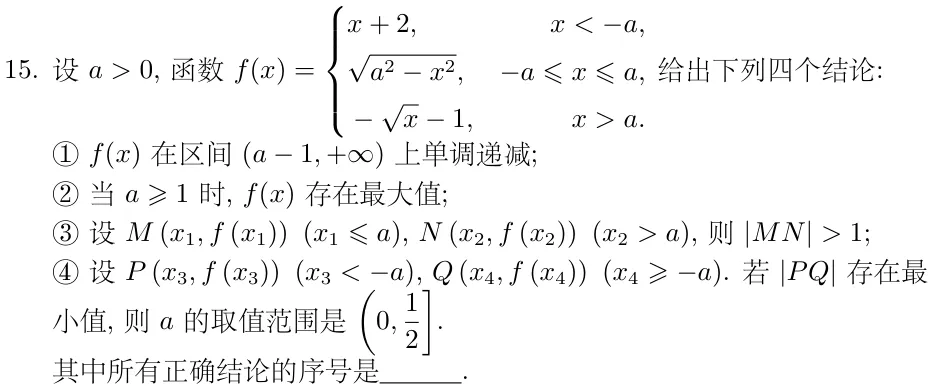 15. 设 a > 0, 函数 f(x) = { x + 2, x < −a, √(a² − x²), −a ⩽ x ⩽ a, −√x − 1, x > a. 给出下列四个结论:
① f(x) 在区间 (a − 1, +∞) 上单调递减;
② 当 a ⩾ 1 时, f(x) 存在最大值;
③ 设 M (x₁, f (x₁)) (x₁ ⩽ a), N (x₂, f (x₂)) (x₂ > a), 则 |MN| > 1;
④ 设 P (x₃, f (x₃)) (x₃ < −a), Q (x₄, f (x₄)) (x₄ ⩾ −a). 若 |PQ| 存在最
小值, 则 a 的取值范围是 (0, 1/2].
其中所有正确结论的序号是______.